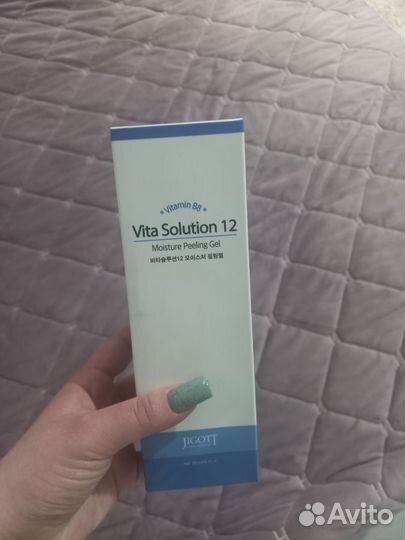 Vitamin B8
Vita Solution 12
Moisture Peeling Gel
비타솔루션12 모이스처 필링젤
JIGOTT
Avito